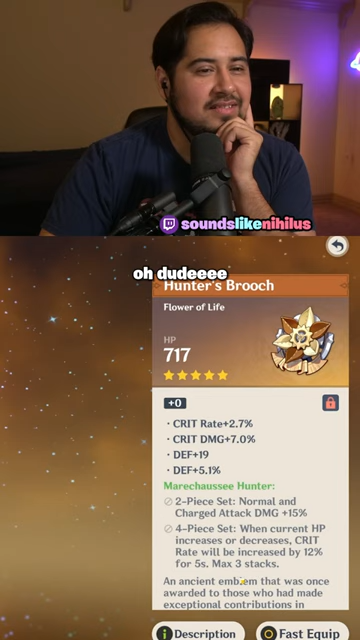 soundslikenihilus
oh dudeeee
Hunter's Brooch
Flower of Life
HP
717
+0
· CRIT Rate+2.7%
· CRIT DMG+7.0%
· DEF+19
· DEF+5.1%
Marechaussee Hunter:
2-Piece Set: Normal and
Charged Attack DMG +15%
4-Piece Set: When current HP
increases or decreases, CRIT
Rate will be increased by 12%
for 5s. Max 3 stacks.
An ancient emblem that was once
awarded to those who had made
exceptional contributions in
Description
Fast Equip